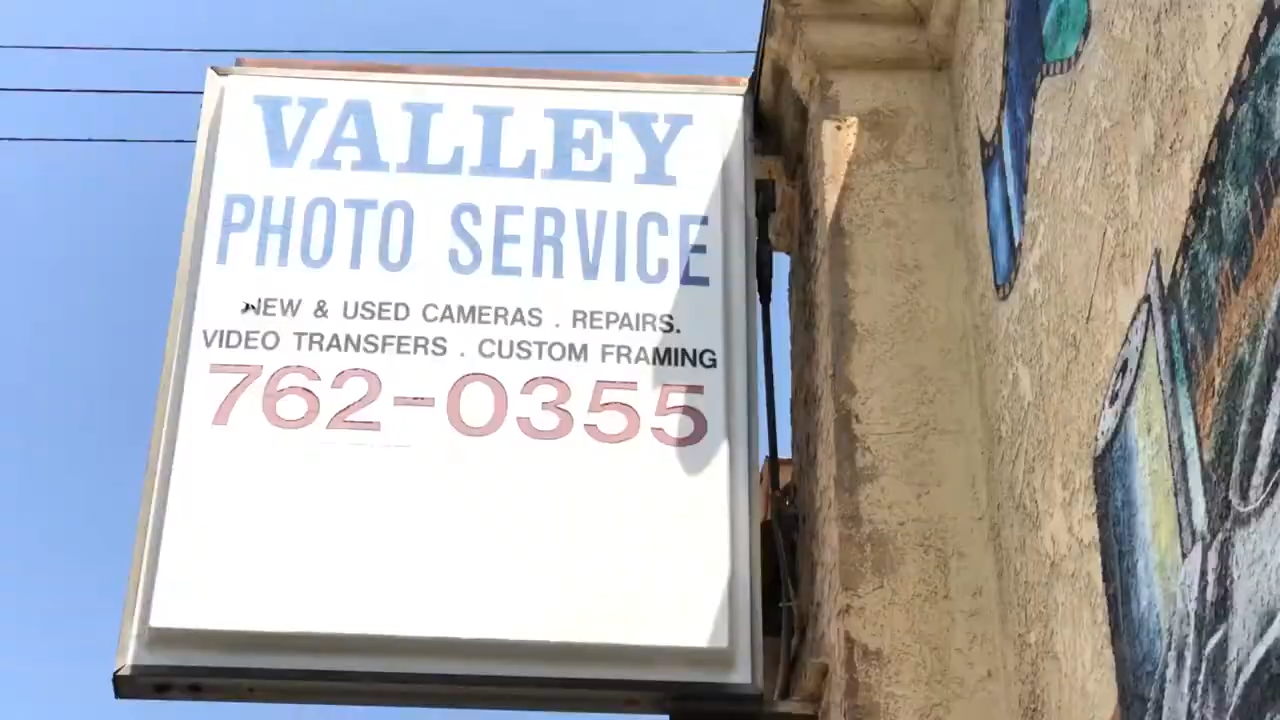 VALLEY
PHOTO SERVICE
NEW & USED CAMERAS . REPAIRS.
VIDEO TRANSFERS . CUSTOM FRAMING
762-0355